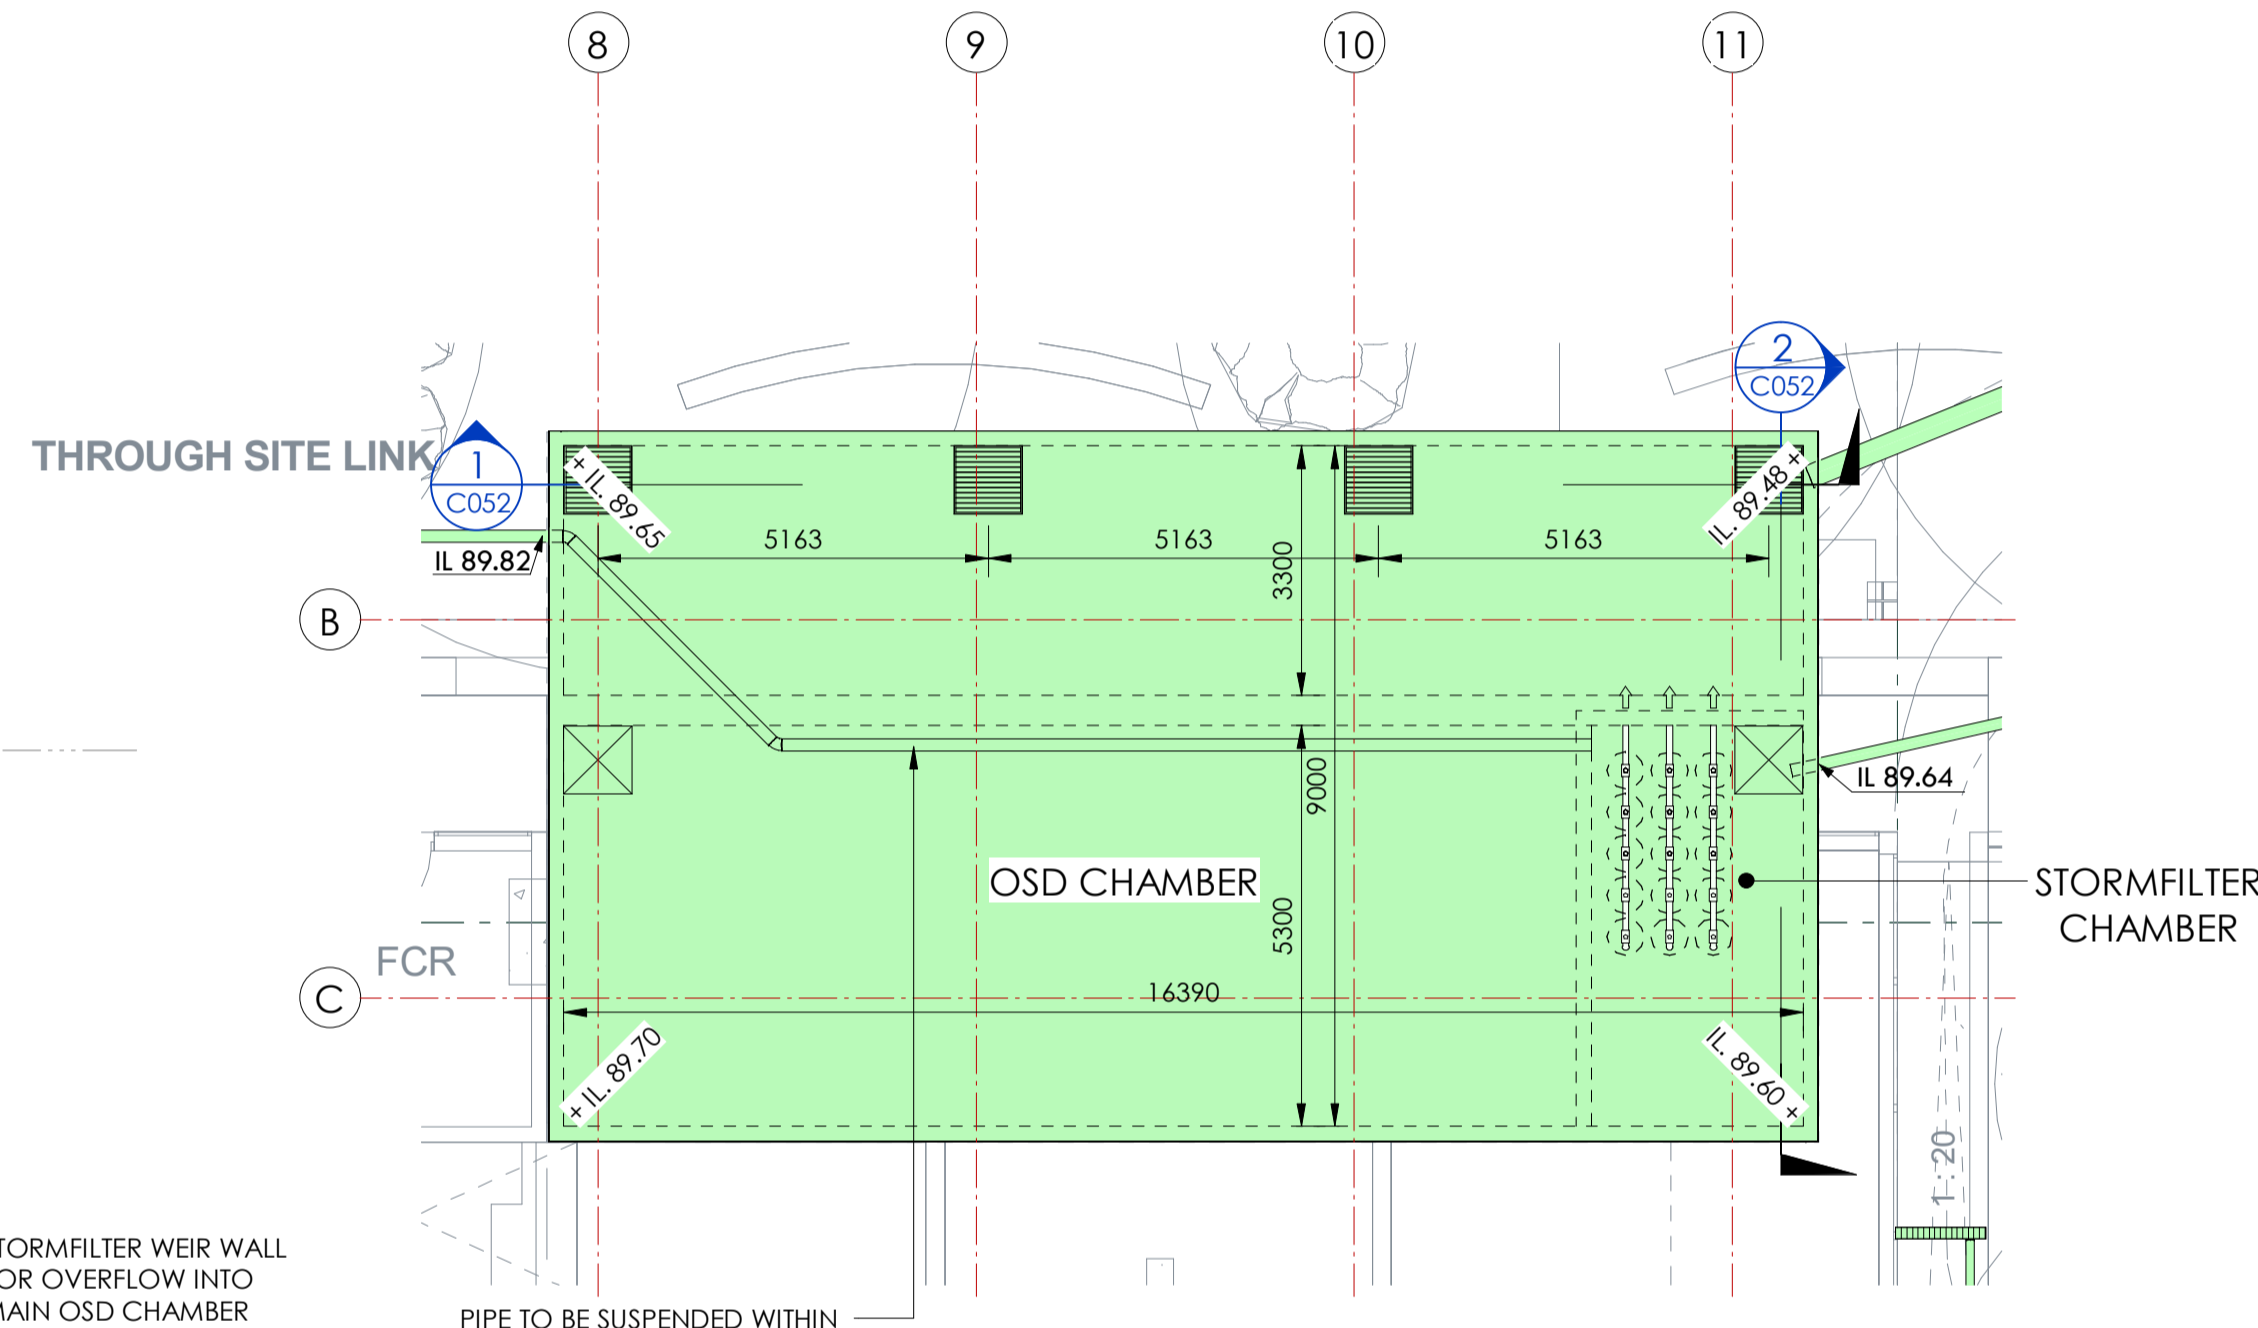 8
9
10
11
2
C052
THROUGH SITE LINK
1
C052
+ IL. 89.65
IL. 89.48 +
IL 89.82
5163
5163
5163
3300
B
9000
IL 89.64
OSD CHAMBER
STORMFILTER
CHAMBER
5300
FCR
C
16390
+ IL. 89.70
IL. 89.60 +
1 : 20
TORMFILTER WEIR WALL
OR OVERFLOW INTO
MAIN OSD CHAMBER
PIPE TO BE SUSPENDED WITHIN